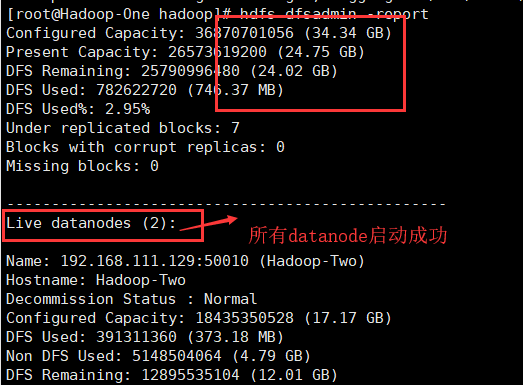 [root@Hadoop-One hadoop]# hdfs dfsadmin -report
Configured Capacity: 36870701056 (34.34 GB)
Present Capacity: 26573619200 (24.75 GB)
DFS Remaining: 25790996480 (24.02 GB)
DFS Used: 782622720 (746.37 MB)
DFS Used%: 2.95%
Under replicated blocks: 7
Blocks with corrupt replicas: 0
Missing blocks: 0
-------------------------------------------------
Live datanodes (2):
所有datanode启动成功
Name: 192.168.111.129:50010 (Hadoop-Two)
Hostname: Hadoop-Two
Decommission Status : Normal
Configured Capacity: 18435350528 (17.17 GB)
DFS Used: 391311360 (373.18 MB)
Non DFS Used: 5148504064 (4.79 GB)
DFS Remaining: 12895535104 (12.01 GB)